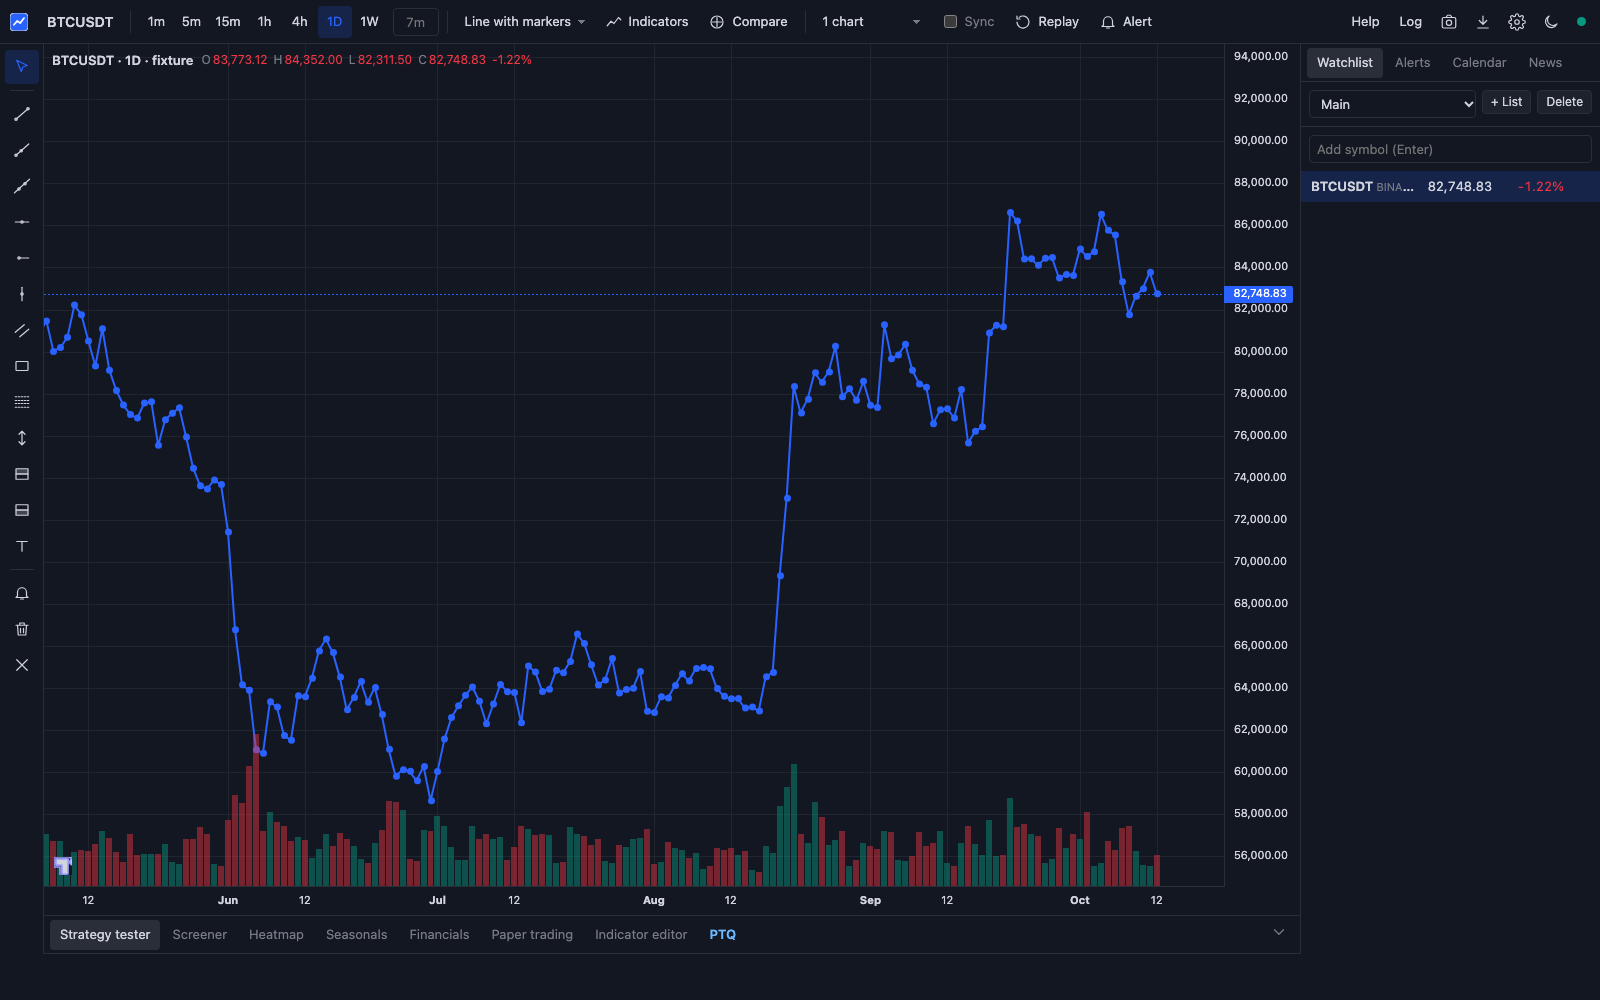 BTCUSDT 1m 5m 15m 1h 4h 1D 1W 7m Line with markers Indicators Compare 1 chart Sync Replay Alert Help Log
BTCUSDT · 1D · fixture O 83,773.12 H 84,352.00 L 82,311.50 C 82,748.83 -1.22%
94,000.00
92,000.00
90,000.00
88,000.00
86,000.00
84,000.00
82,748.83
82,000.00
80,000.00
78,000.00
76,000.00
74,000.00
72,000.00
70,000.00
68,000.00
66,000.00
64,000.00
62,000.00
60,000.00
58,000.00
56,000.00
12 Jun 12 Jul 12 Aug 12 Sep 12 Oct 12
Watchlist Alerts Calendar News
Main + List Delete
Add symbol (Enter)
BTCUSDT BINA... 82,748.83 -1.22%
Strategy tester Screener Heatmap Seasonals Financials Paper trading Indicator editor PTQ